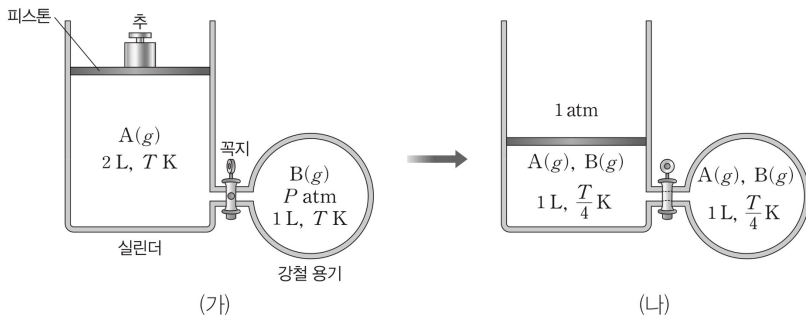 피스톤
추
A(g)
2 L, T K
꼭지
B(g)
P atm
1 L, T K
실린더
강철 용기
(가)
1 atm
A(g), B(g)
1 L, T/4 K
A(g), B(g)
1 L, T/4 K
(나)